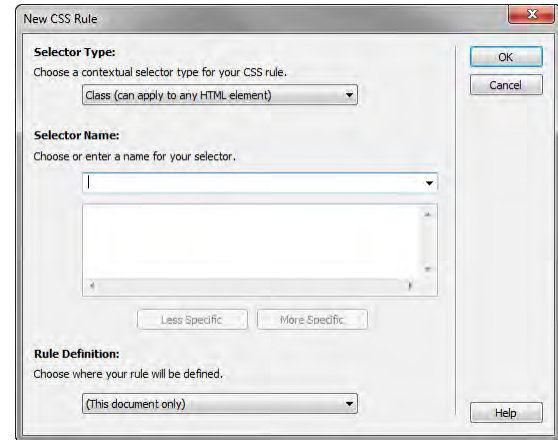 New CSS Rule
Selector Type:
Choose a contextual selector type for your CSS rule.
Class (can apply to any HTML element)
Selector Name:
Choose or enter a name for your selector.
Less Specific
More Specific
Rule Definition:
Choose where your rule will be defined.
(This document only)
OK
Cancel
Help